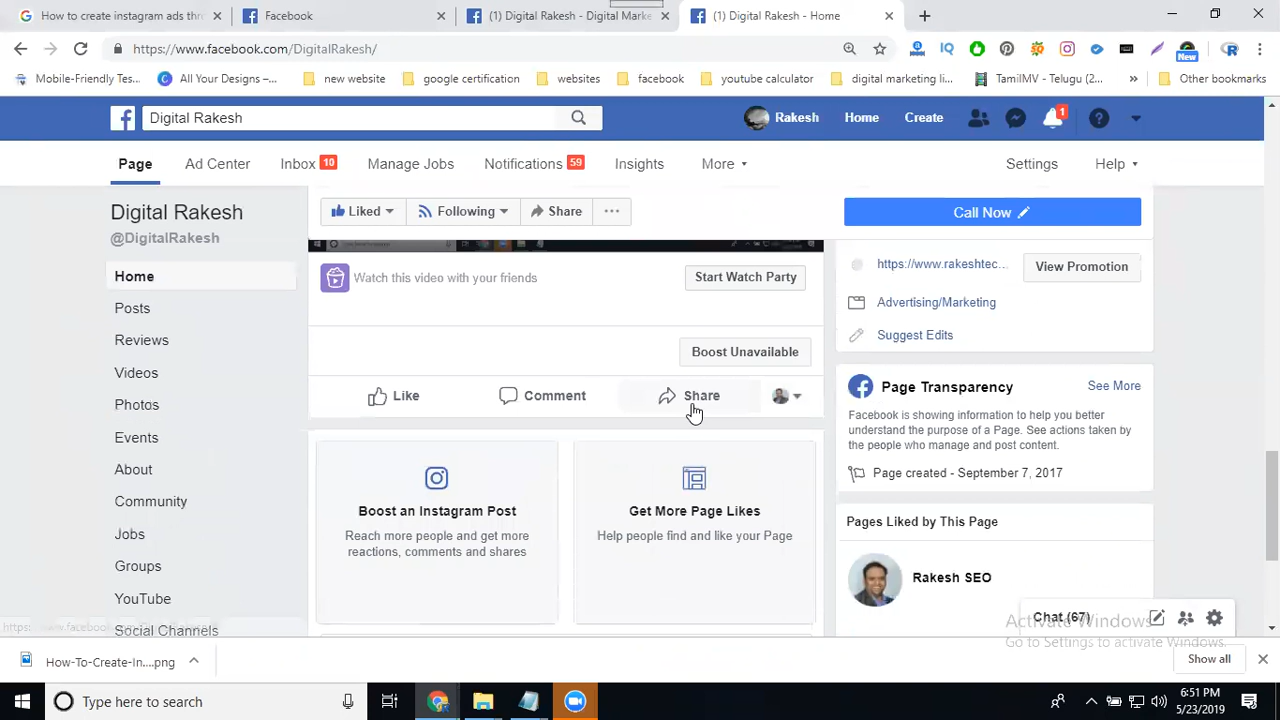 How to create instagram ads thr
Facebook
(1) Digital Rakesh - Digital Mark
(1) Digital Rakesh - Home
https://www.facebook.com/DigitalRakesh/
New
Mobile-Friendly Tes...
All Your Designs –...
new website
google certification
websites
facebook
youtube calculator
digital marketing li...
TamilMV - Telugu (2...
Other bookmarks
Digital Rakesh
Rakesh
Home
Create
1
Page
Ad Center
Inbox 10
Manage Jobs
Notifications 59
Insights
More
Settings
Help
Digital Rakesh
@DigitalRakesh
Home
Posts
Reviews
Videos
Photos
Events
About
Community
Jobs
Groups
YouTube
Social Channels
Liked
Following
Share
Call Now
Watch this video with your friends
Start Watch Party
Boost Unavailable
Like
Comment
Share
Boost an Instagram Post
Reach more people and get more
reactions, comments and shares
Get More Page Likes
Help people find and like your Page
https://www.rakeshtec...
View Promotion
Advertising/Marketing
Suggest Edits
Page Transparency
See More
Facebook is showing information to help you better
understand the purpose of a Page. See actions taken by
the people who manage and post content.
Page created - September 7, 2017
Pages Liked by This Page
Rakesh SEO
Chat (67)
Activate Windows
Go to Settings to activate Windows.
https://www.facebook.com/DigitalRakesh/
How-To-Create-In....png
Show all
Type here to search
6:51 PM
5/23/2019